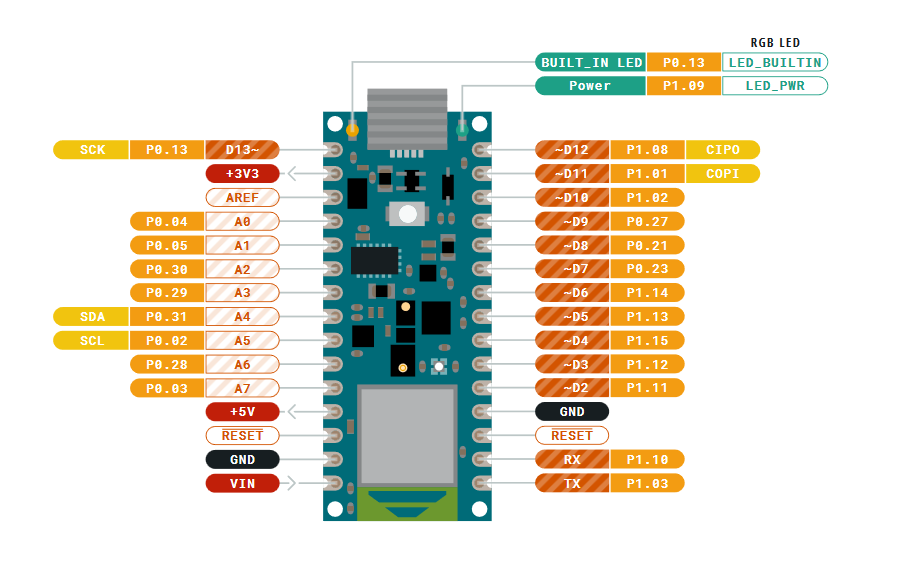 RGB LED
BUILT_IN LED P0.13 LED_BUILTIN
Power P1.09 LED_PWR
SCK P0.13 D13~ ~D12 P1.08 CIPO
+3V3 ~D11 P1.01 COPI
AREF ~D10 P1.02
P0.04 A0 ~D9 P0.27
P0.05 A1 ~D8 P0.21
P0.30 A2 ~D7 P0.23
P0.29 A3 ~D6 P1.14
SDA P0.31 A4 ~D5 P1.13
SCL P0.02 A5 ~D4 P1.15
P0.28 A6 ~D3 P1.12
P0.03 A7 ~D2 P1.11
+5V GND
RESET RESET
GND RX P1.10
VIN TX P1.03